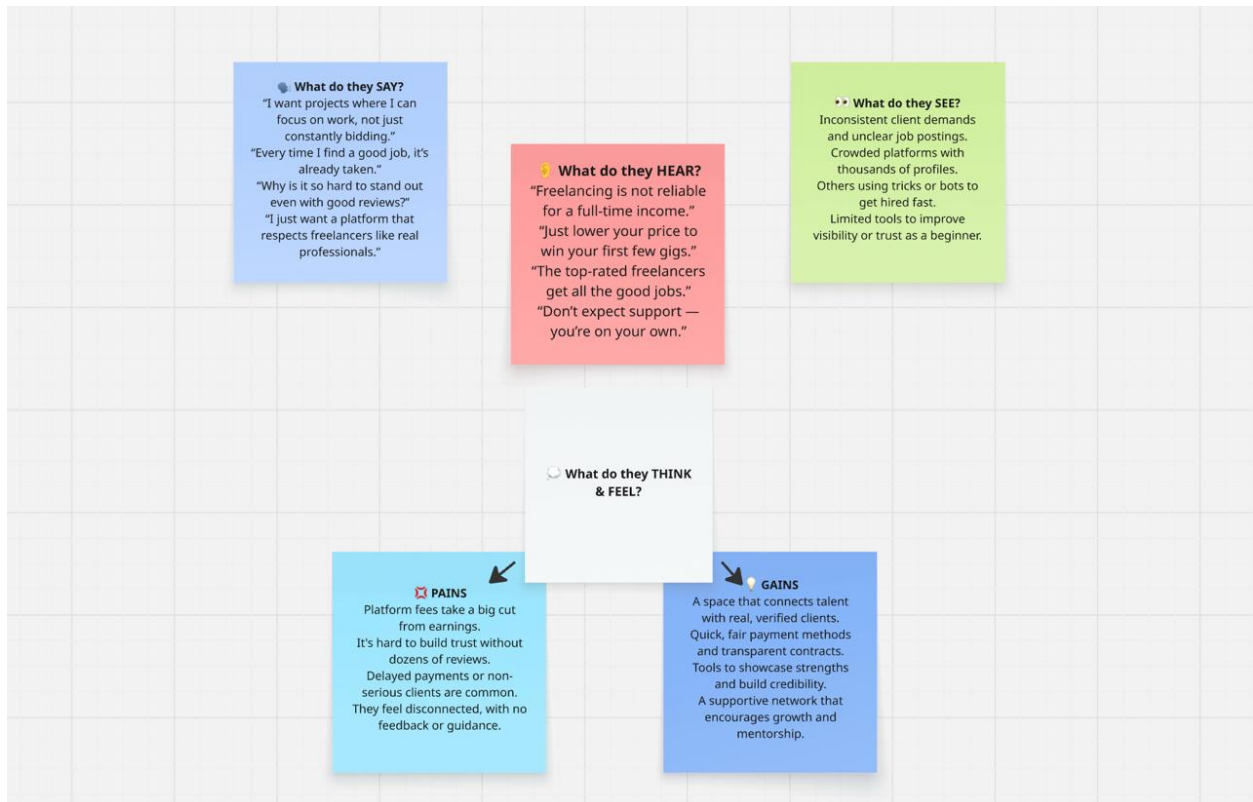 🗣️ What do they SAY?
“I want projects where I can
focus on work, not just
constantly bidding.”
“Every time I find a good job, it’s
already taken.”
“Why is it so hard to stand out
even with good reviews?”
“I just want a platform that
respects freelancers like real
professionals.”
👂 What do they HEAR?
“Freelancing is not reliable
for a full-time income.”
“Just lower your price to
win your first few gigs.”
“The top-rated freelancers
get all the good jobs.”
“Don’t expect support —
you’re on your own.”
👀 What do they SEE?
Inconsistent client demands
and unclear job postings.
Crowded platforms with
thousands of profiles.
Others using tricks or bots to
get hired fast.
Limited tools to improve
visibility or trust as a beginner.
💭 What do they THINK
& FEEL?
💢 PAINS
Platform fees take a big cut
from earnings.
It's hard to build trust without
dozens of reviews.
Delayed payments or non-
serious clients are common.
They feel disconnected, with no
feedback or guidance.
💡 GAINS
A space that connects talent
with real, verified clients.
Quick, fair payment methods
and transparent contracts.
Tools to showcase strengths
and build credibility.
A supportive network that
encourages growth and
mentorship.